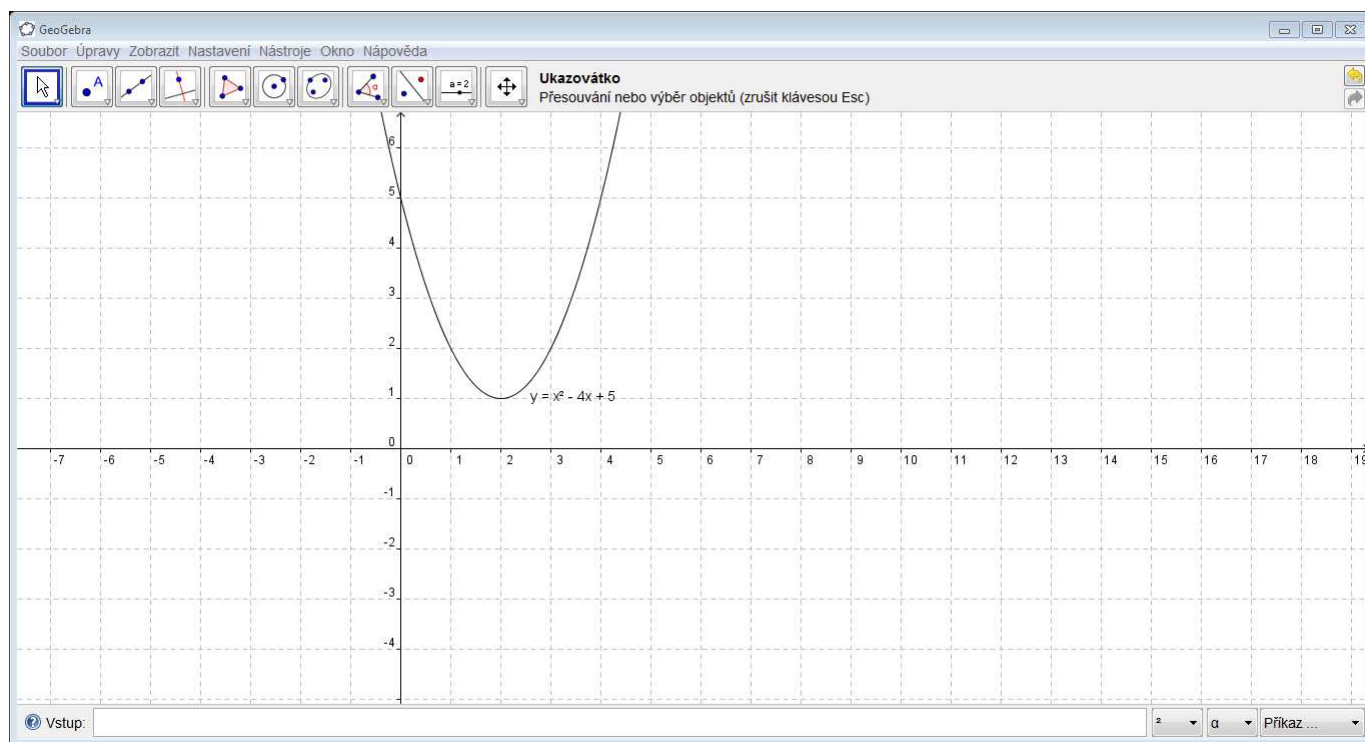 GeoGebra
Soubor Úpravy Zobrazit Nastavení Nástroje Okno Nápověda
A
α
a=2
Ukazovátko
Přesouvání nebo výběr objektů (zrušit klávesou Esc)
6
5
4
3
2
1
y = x² - 4x + 5
0
-7 -6 -5 -4 -3 -2 -1 0 1 2 3 4 5 6 7 8 9 10 11 12 13 14 15 16 17 18 19
-1
-2
-3
-4
Vstup:
² α Příkaz ...